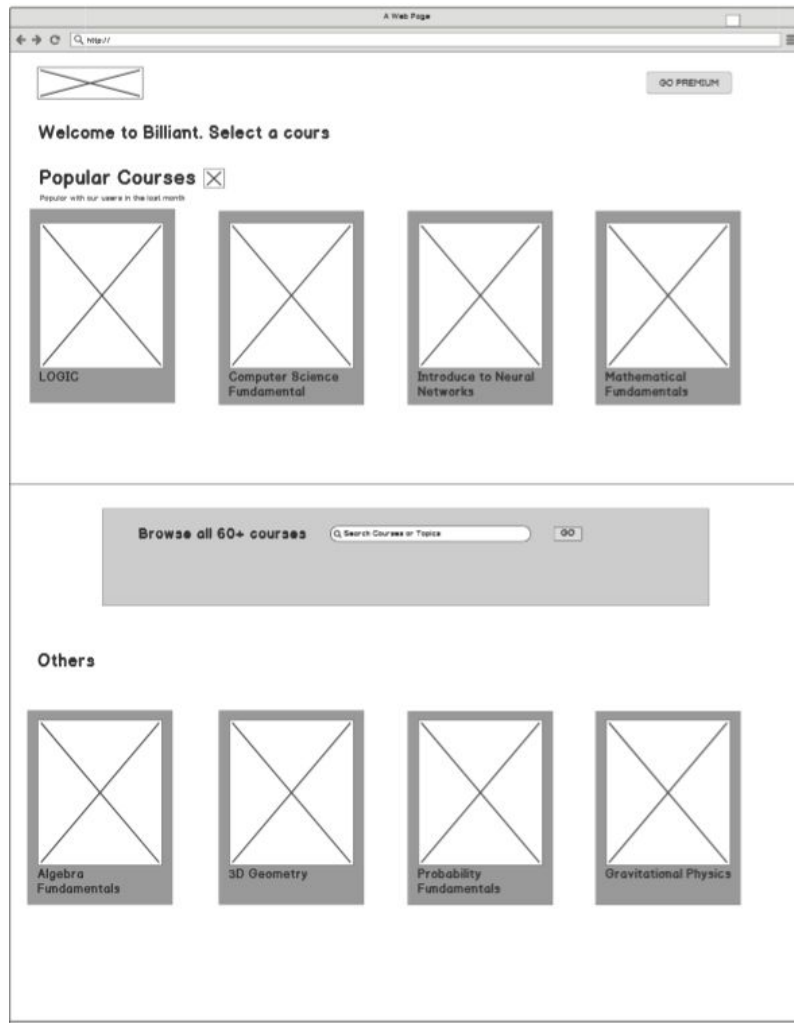 A Web Page
http://
GO PREMIUM
Welcome to Billiant. Select a cours
Popular Courses
Popular with our users in the last month
LOGIC
Computer Science
Fundamental
Introduce to Neural
Networks
Mathematical
Fundamentals
Browse all 60+ courses
Search Courses or Topics
GO
Others
Algebra
Fundamentals
3D Geometry
Probability
Fundamentals
Gravitational Physics